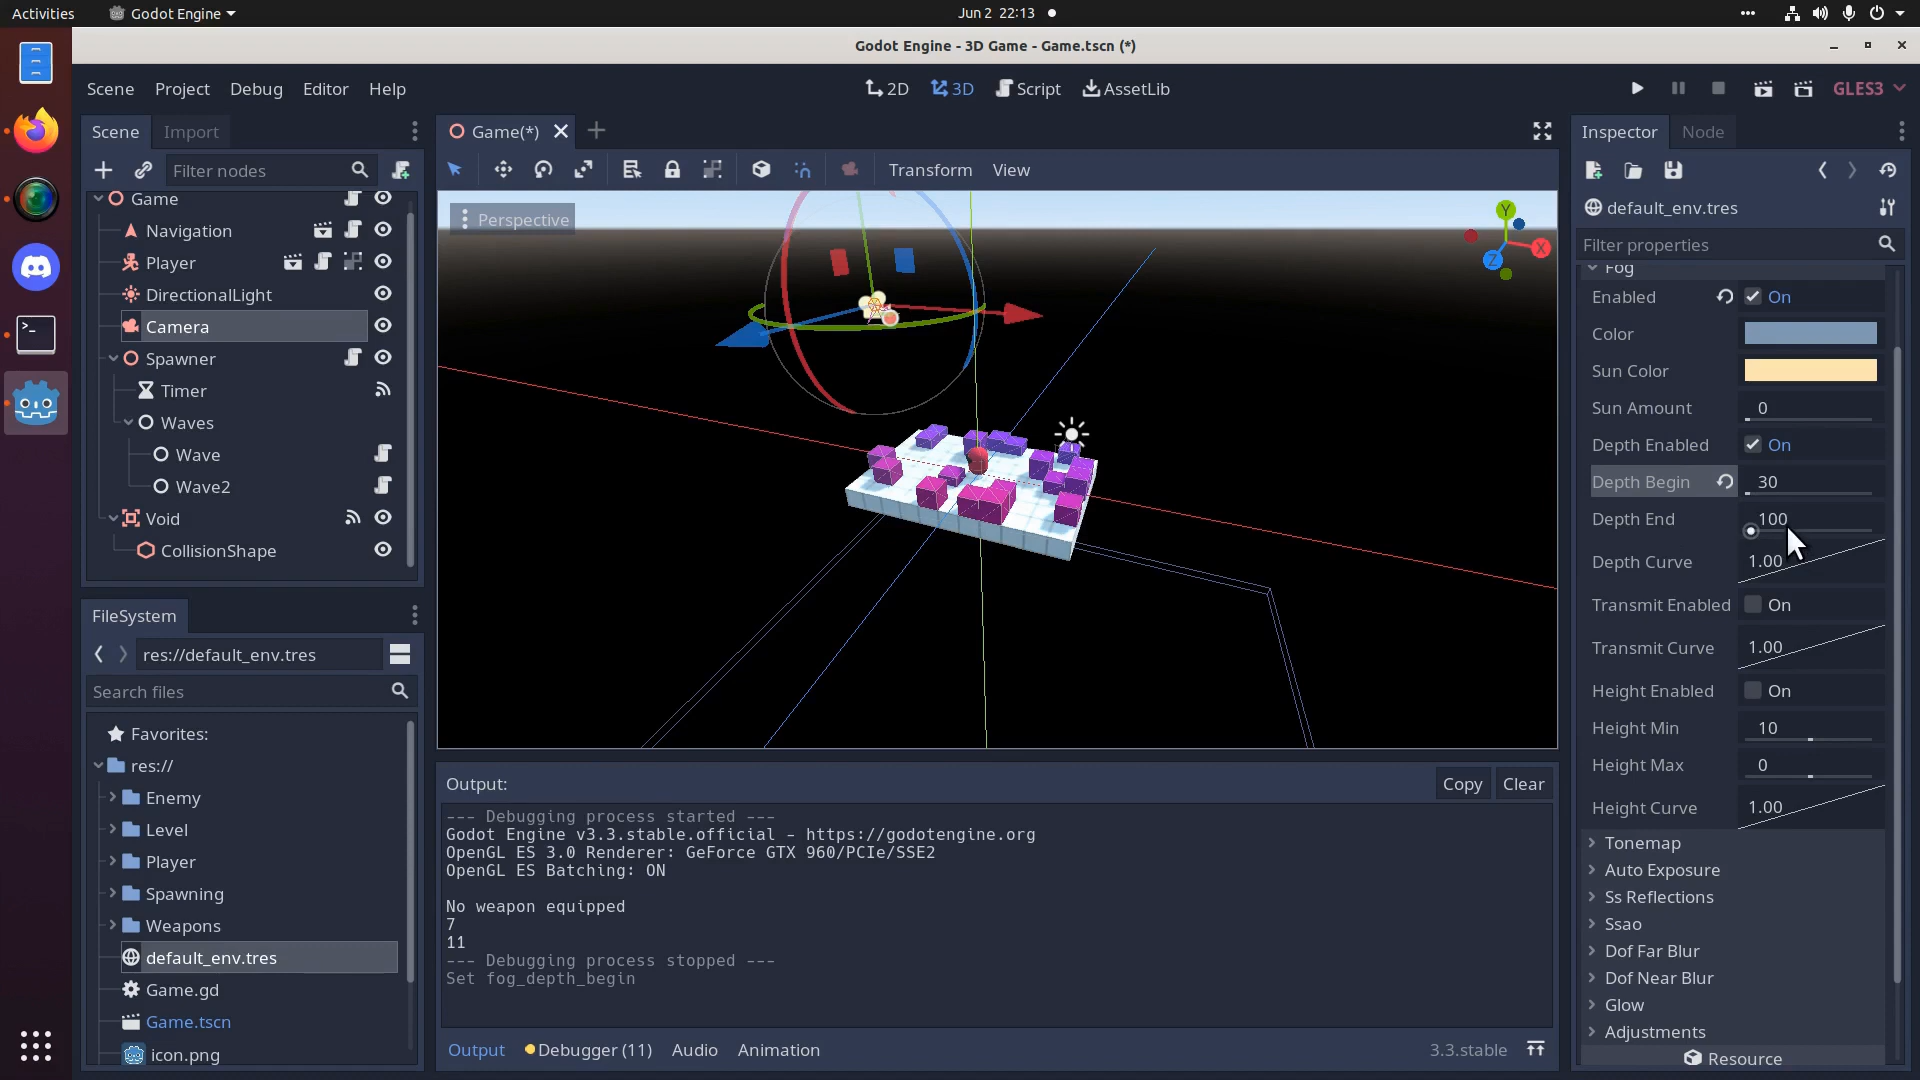 Activities
Godot Engine
Jun 2 22:13
Godot Engine - 3D Game - Game.tscn (*)
Scene
Project
Debug
Editor
Help
2D
3D
Script
AssetLib
GLES3
Scene
Import
Filter nodes
Game
Navigation
Player
DirectionalLight
Camera
Spawner
Timer
Waves
Wave
Wave2
Void
CollisionShape
FileSystem
res://default_env.tres
Search files
Favorites:
res://
Enemy
Level
Player
Spawning
Weapons
default_env.tres
Game.gd
Game.tscn
icon.png
Game(*)
Transform
View
Perspective
Y
X
Z
Output:
Copy
Clear
--- Debugging process started ---
Godot Engine v3.3.stable.official - https://godotengine.org
OpenGL ES 3.0 Renderer: GeForce GTX 960/PCIe/SSE2
OpenGL ES Batching: ON
No weapon equipped
7
11
--- Debugging process stopped ---
Set fog_depth_begin
Output
Debugger (11)
Audio
Animation
3.3.stable
Inspector
Node
default_env.tres
Filter properties
Fog
Enabled On
Color
Sun Color
Sun Amount 0
Depth Enabled On
Depth Begin 30
Depth End 100
Depth Curve 1.00
Transmit Enabled On
Transmit Curve 1.00
Height Enabled On
Height Min 10
Height Max 0
Height Curve 1.00
Tonemap
Auto Exposure
Ss Reflections
Ssao
Dof Far Blur
Dof Near Blur
Glow
Adjustments
Resource